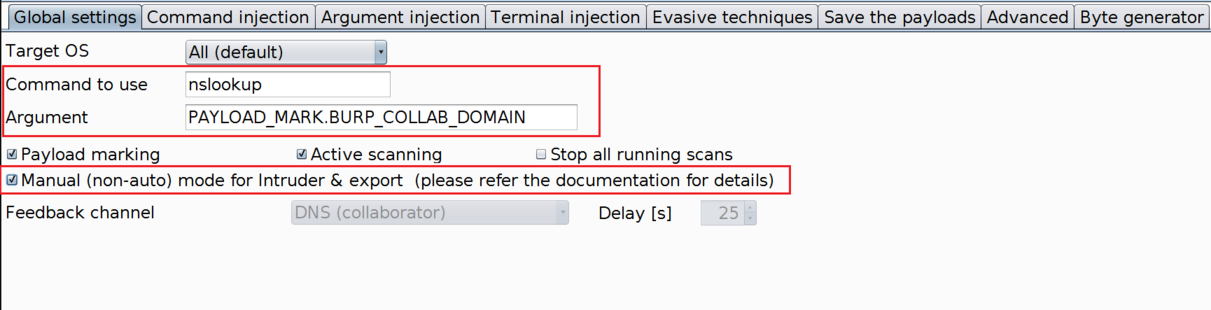 Global settings Command injection Argument injection Terminal injection Evasive techniques Save the payloads Advanced Byte generator
Target OS All (default)
Command to use nslookup
Argument PAYLOAD_MARK.BURP_COLLAB_DOMAIN
Payload marking Active scanning Stop all running scans
Manual (non-auto) mode for Intruder & export (please refer the documentation for details)
Feedback channel DNS (collaborator) Delay [s] 25